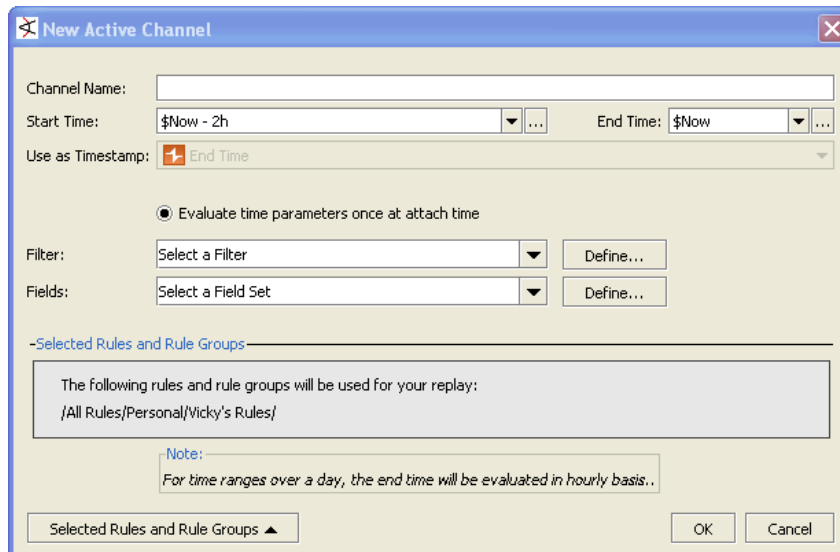 New Active Channel
Channel Name:
Start Time: $Now - 2h ... End Time: $Now ...
Use as Timestamp: End Time
Evaluate time parameters once at attach time
Filter: Select a Filter Define...
Fields: Select a Field Set Define...
Selected Rules and Rule Groups
The following rules and rule groups will be used for your replay:
/All Rules/Personal/Vicky's Rules/
Note:
For time ranges over a day, the end time will be evaluated in hourly basis..
Selected Rules and Rule Groups OK Cancel